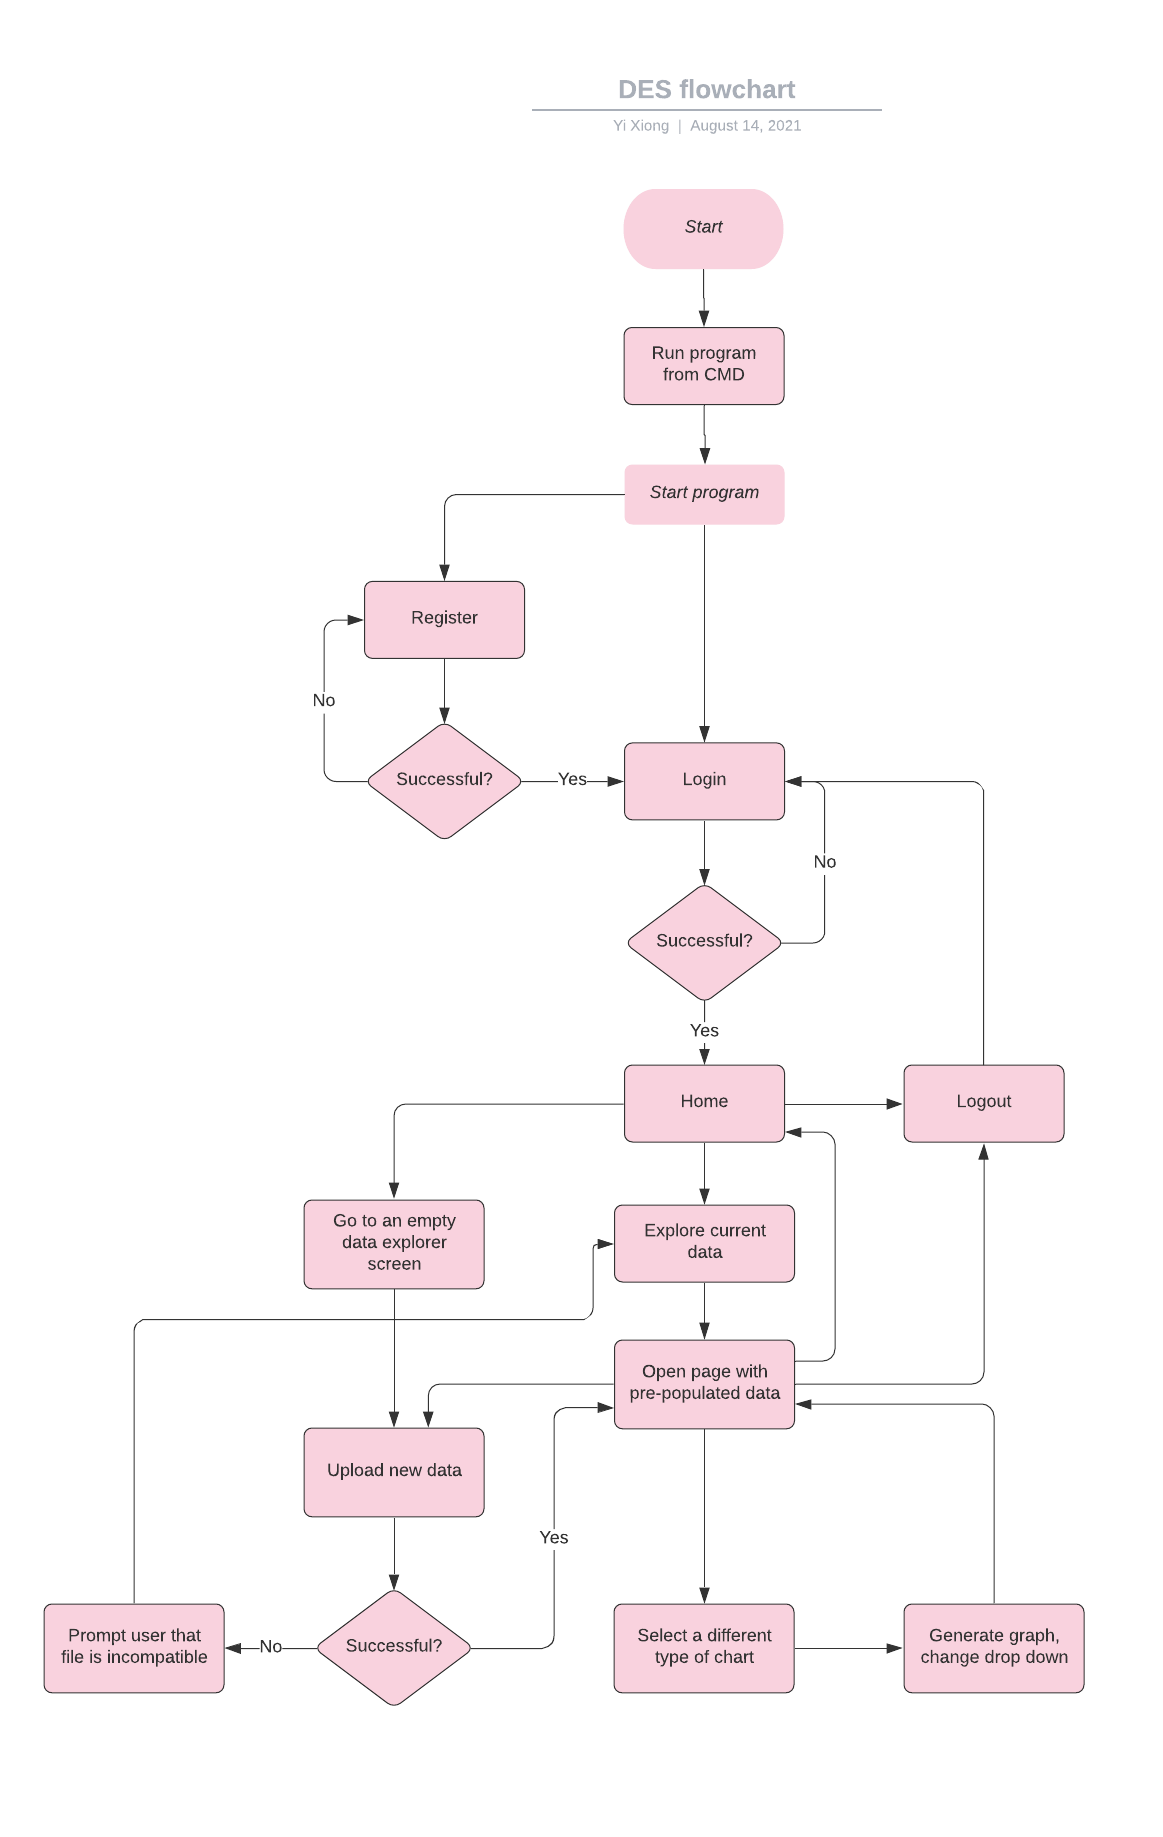 DES flowchart
Yi Xiong | August 14, 2021
Start
Run program
from CMD
Start program
Register
No
Successful?
Yes
Login
No
Successful?
Yes
Home
Logout
Go to an empty
data explorer
screen
Explore current
data
Open page with
pre-populated data
Upload new data
Yes
Prompt user that
file is incompatible
No
Successful?
Select a different
type of chart
Generate graph,
change drop down